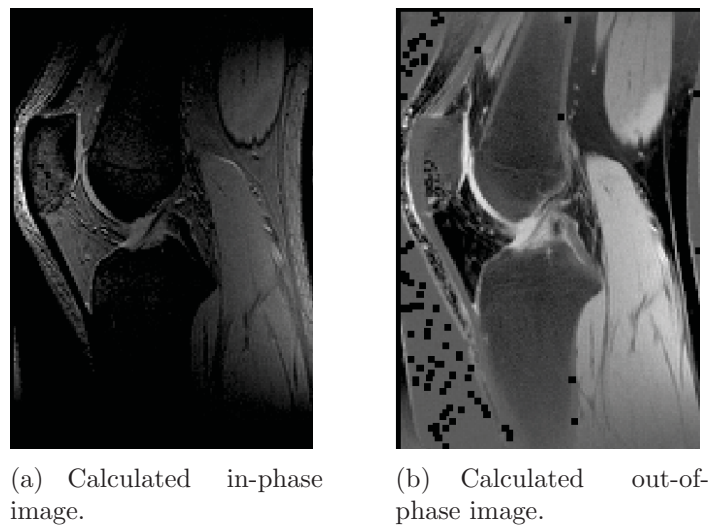 (a) Calculated in-phase
image.
(b) Calculated out-of-
phase image.